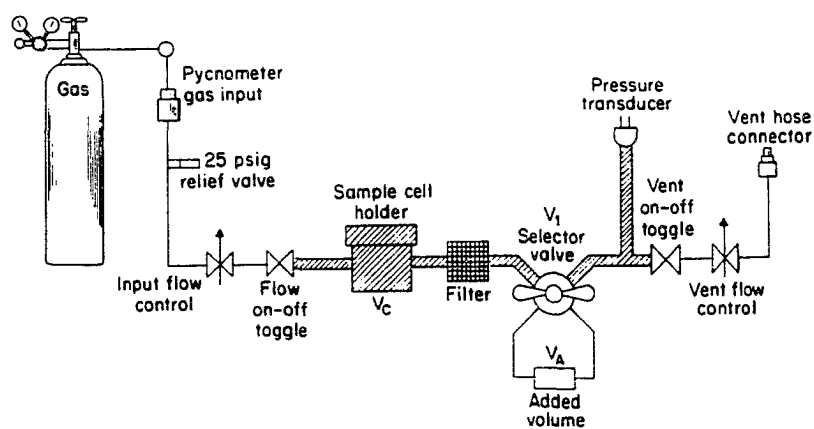 Gas
Pycnometer
gas input
25 psig
relief valve
Input flow
control
Flow
on-off
toggle
Sample cell
holder
VC
Filter
V1
Selector
valve
VA
Added
volume
Pressure
transducer
Vent
on-off
toggle
Vent flow
control
Vent hose
connector